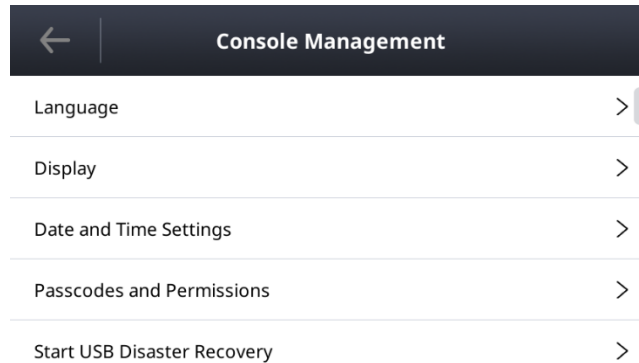 Console Management
Language
Display
Date and Time Settings
Passcodes and Permissions
Start USB Disaster Recovery